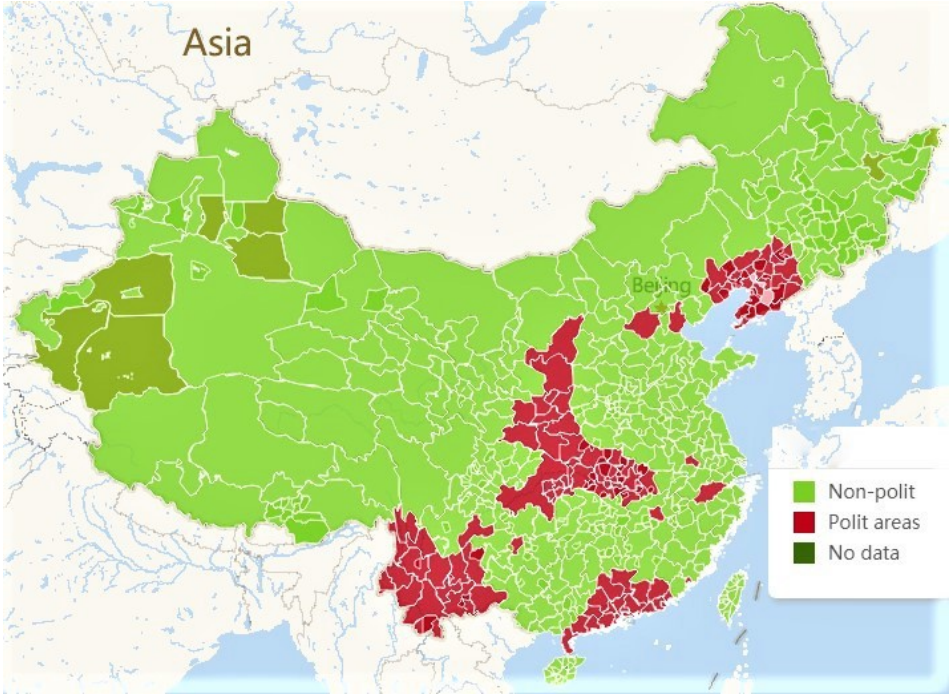 Asia
Beijing
Non-polit
Polit areas
No data